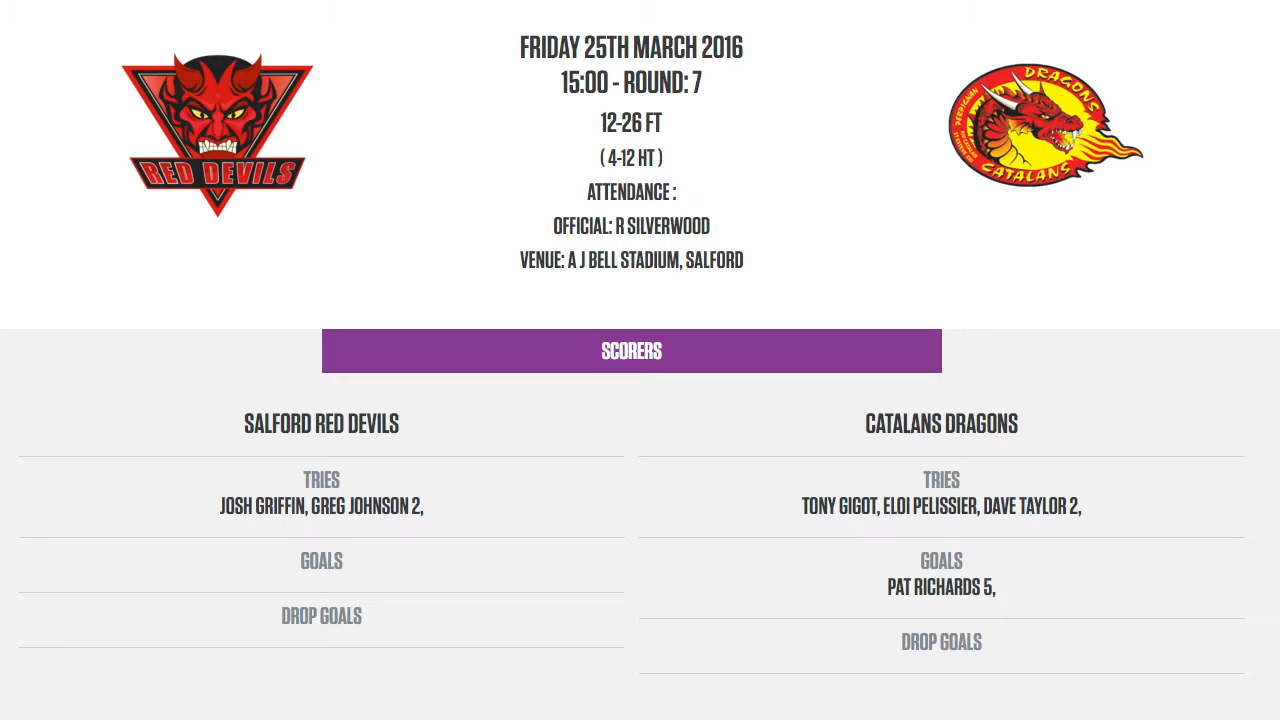 FRIDAY 25TH MARCH 2016
15:00 - ROUND: 7
12-26 FT
( 4-12 HT )
ATTENDANCE :
OFFICIAL: R SILVERWOOD
VENUE: A J BELL STADIUM, SALFORD
RED DEVILS
DRAGONS
CATALANS
PERPIGNAN
SCORERS
SALFORD RED DEVILS
TRIES
JOSH GRIFFIN, GREG JOHNSON 2,
GOALS
DROP GOALS
CATALANS DRAGONS
TRIES
TONY GIGOT, ELOI PELISSIER, DAVE TAYLOR 2,
GOALS
PAT RICHARDS 5,
DROP GOALS